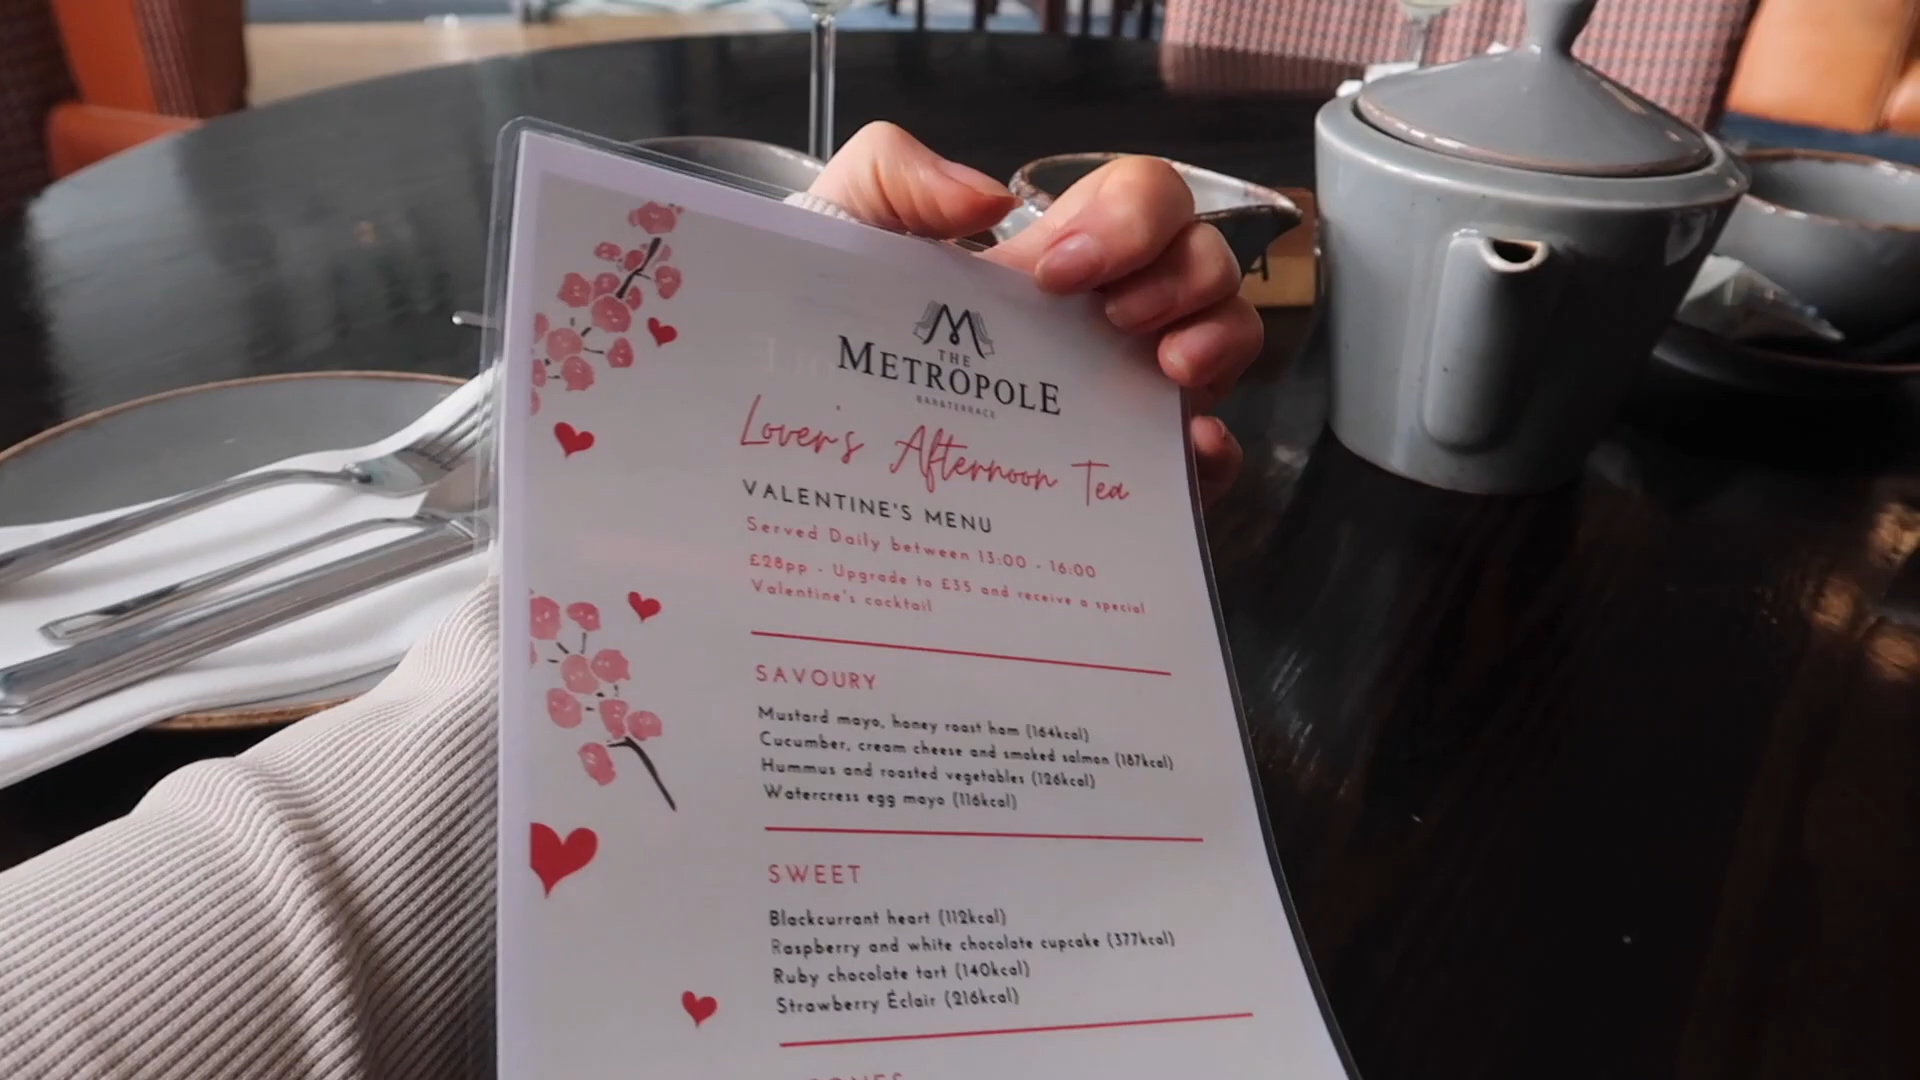 M
THE
METROPOLE
BAR&TERRACE
Lover's Afternoon Tea
VALENTINE'S MENU
Served Daily between 13:00 - 16:00
£28pp - Upgrade to £35 and receive a special
Valentine's cocktail
SAVOURY
Mustard mayo, honey roast ham (164kcal)
Cucumber, cream cheese and smoked salmon (187kcal)
Hummus and roasted vegetables (126kcal)
Watercress egg mayo (116kcal)
SWEET
Blackcurrant heart (112kcal)
Raspberry and white chocolate cupcake (377kcal)
Ruby chocolate tart (140kcal)
Strawberry Éclair (216kcal)